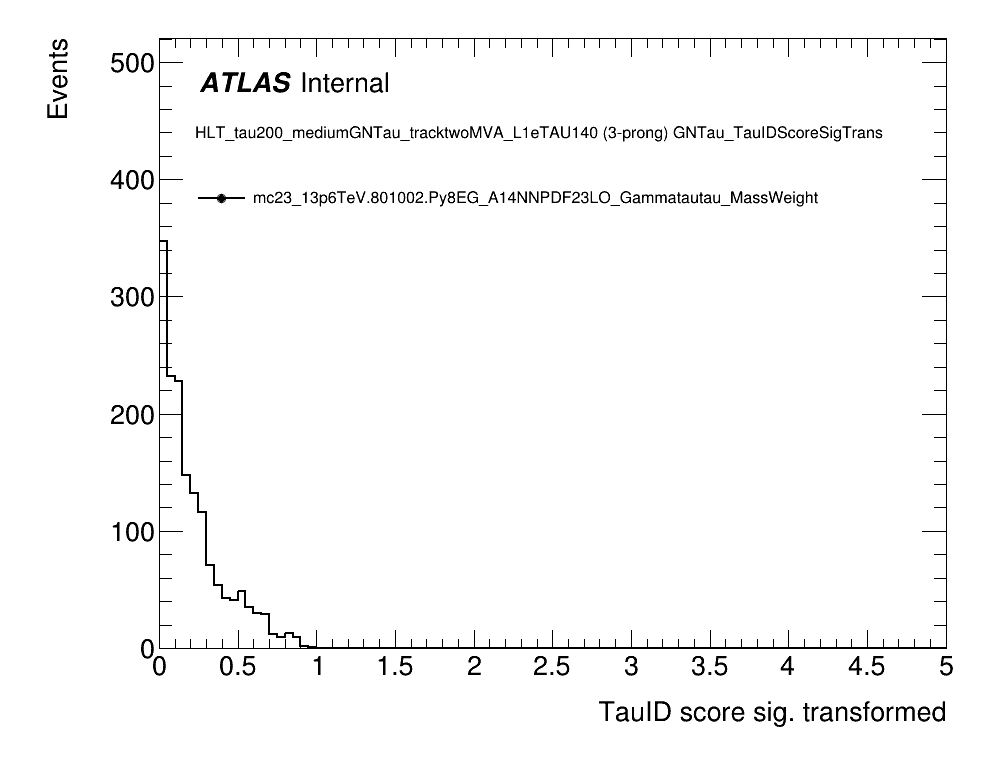 Events
500
400
300
200
100
0
ATLAS Internal
HLT_tau200_mediumGNTau_tracktwoMVA_L1eTAU140 (3-prong) GNTau_TauIDScoreSigTrans
mc23_13p6TeV.801002.Py8EG_A14NNPDF23LO_Gammatautau_MassWeight
0 0.5 1 1.5 2 2.5 3 3.5 4 4.5 5
TauID score sig. transformed